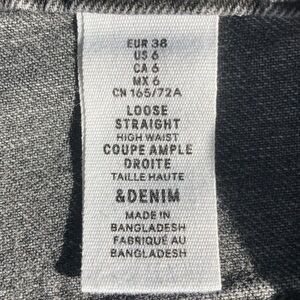 EUR 38
US 6
CA 6
MX 6
CN 165/72A
LOOSE
STRAIGHT
HIGH WAIST
COUPE AMPLE
DROITE
TAILLE HAUTE
&DENIM
MADE IN
BANGLADESH
FABRIQUÉ AU
BANGLADESH